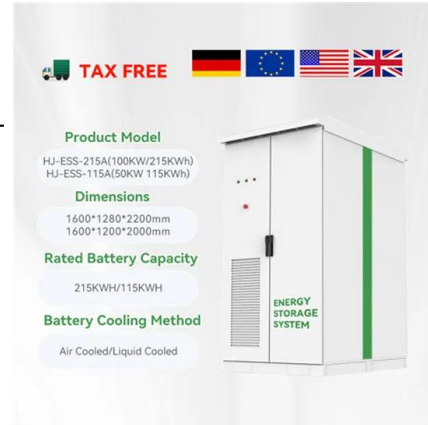 TAX FREE
Product Model
HJ-ESS-215A(100KW/215KWh)
HJ-ESS-115A(50KW 115KWh)
Dimensions
1600*1280*2200mm
1600*1200*2000mm
Rated Battery Capacity
215KWH/115KWH
Battery Cooling Method
Air Cooled/Liquid Cooled
ENERGY
STORAGE
SYSTEM